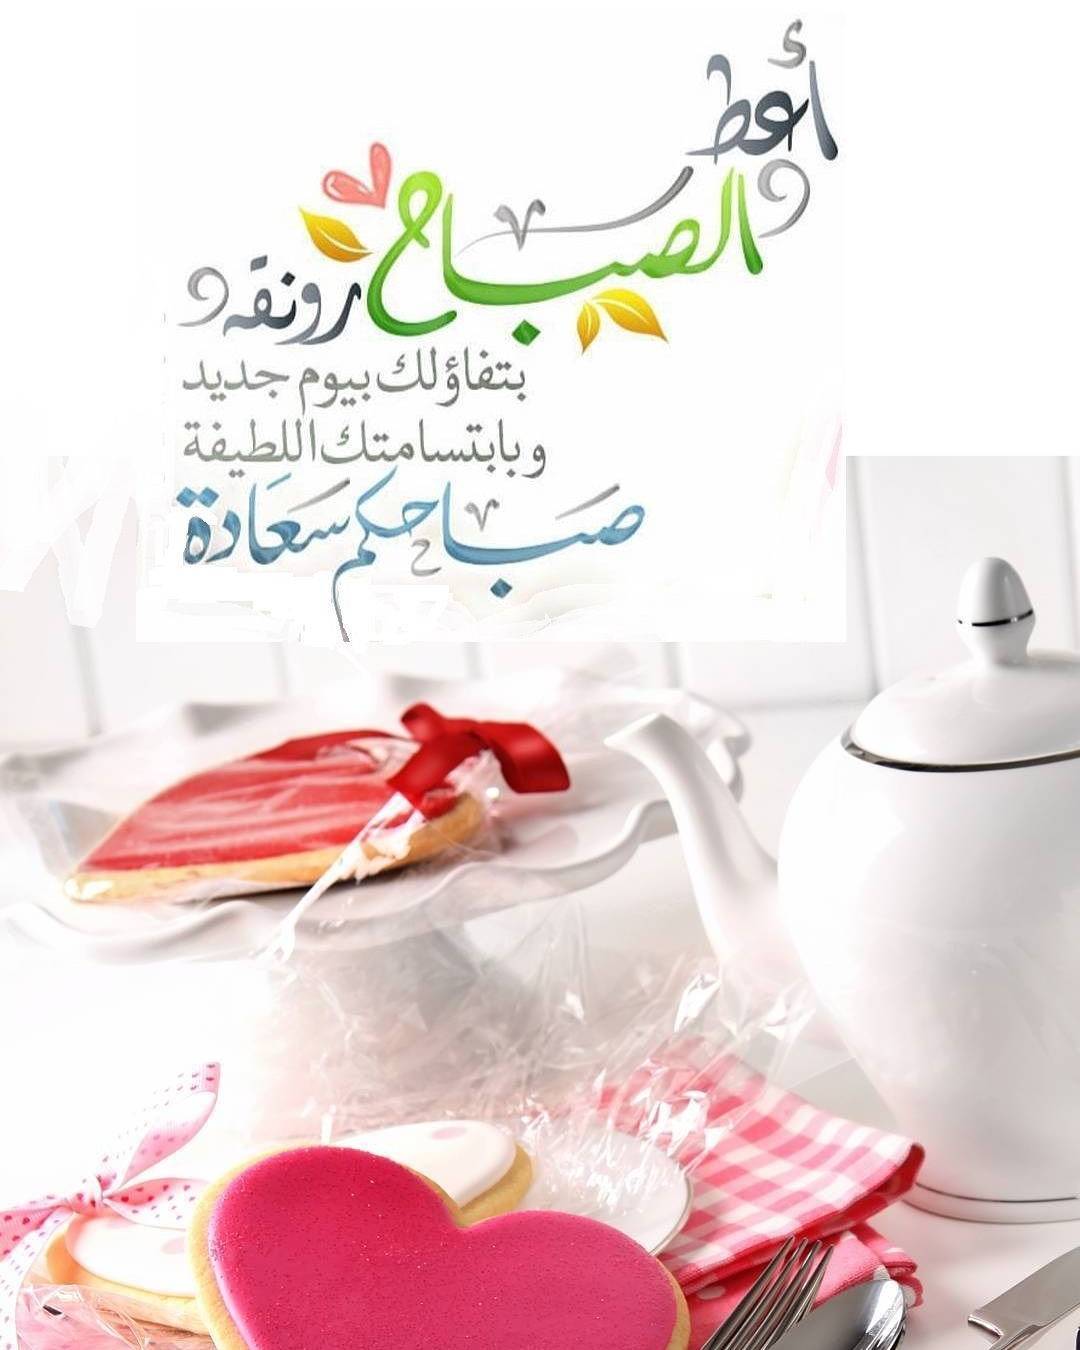 أعط
الصباح رونقه
بتفاؤلك بيوم جديد
وبابتسامتك اللطيفة
صباحكم سعادة